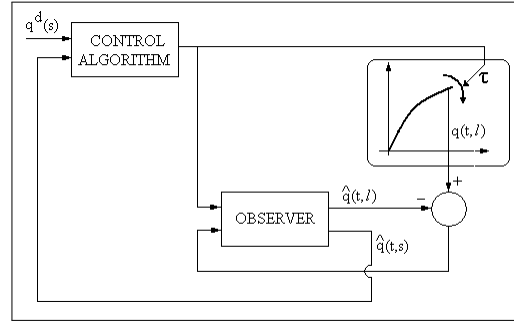 q^d(s)
CONTROL
ALGORITHM
τ
q(t,l)
+
OBSERVER
q̂(t,l)
−
q̂(t,s)